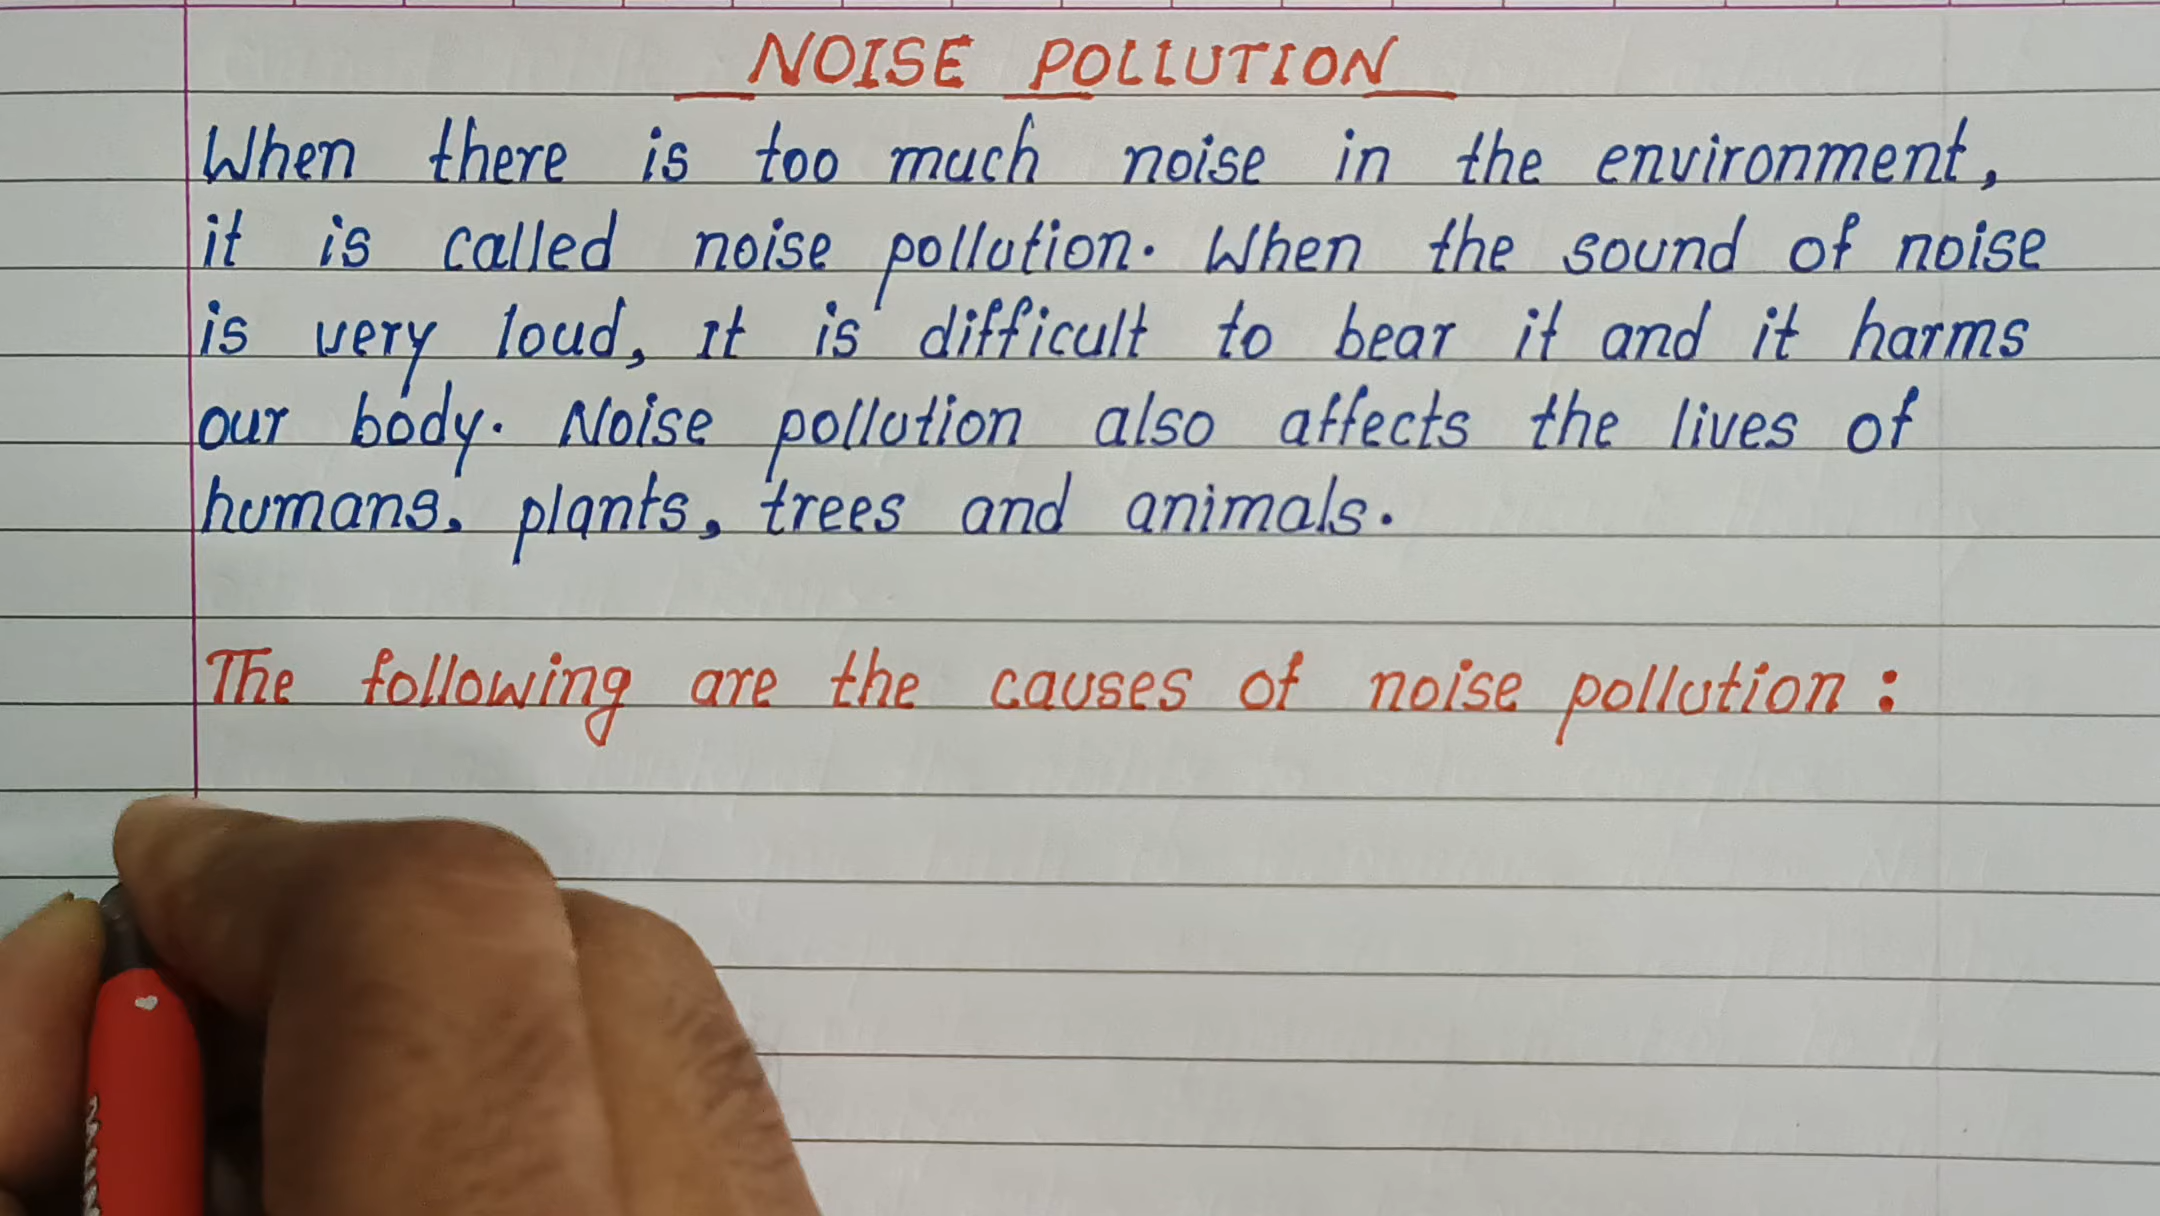 NOISE POLLUTION
When there is too much noise in the environment,
it is called noise pollution. When the sound of noise
is very loud, It is difficult to bear it and it harms
our body. Noise pollution also affects the lives of
humans, plants, trees and animals.
The following are the causes of noise pollution :